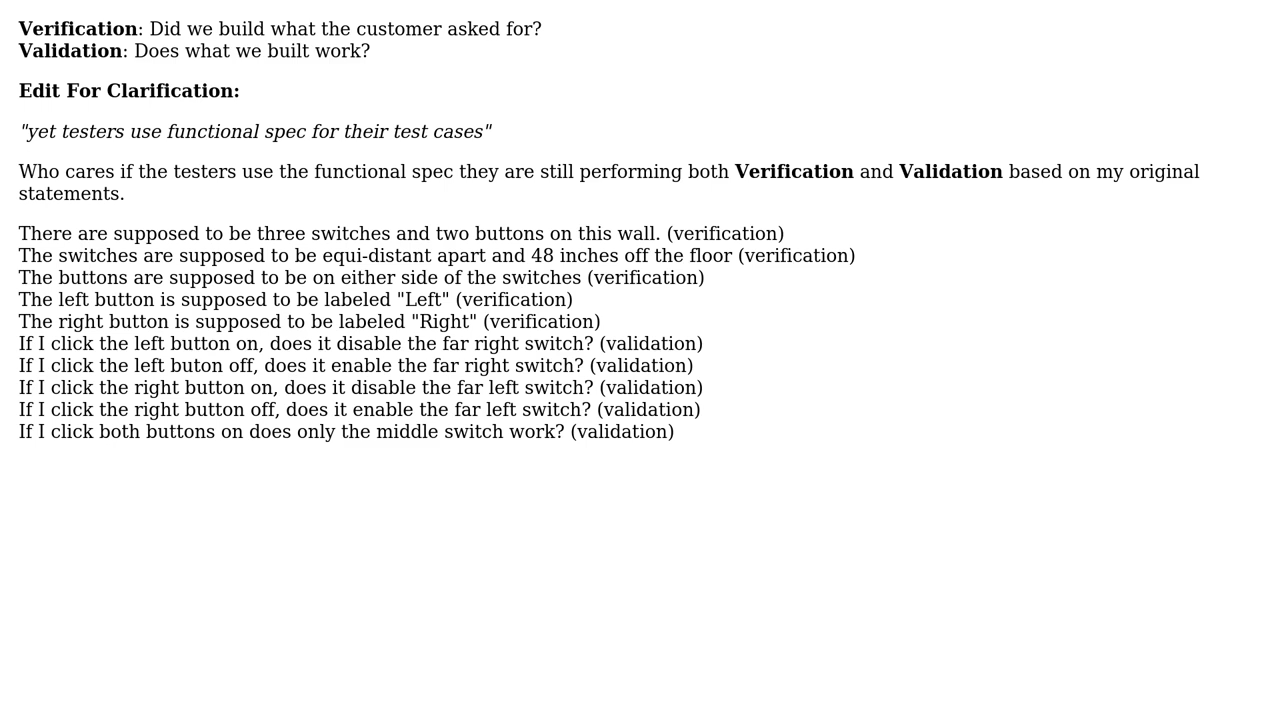 Verification: Did we build what the customer asked for?
Validation: Does what we built work?
Edit For Clarification:
"yet testers use functional spec for their test cases"
Who cares if the testers use the functional spec they are still performing both Verification and Validation based on my original
statements.
There are supposed to be three switches and two buttons on this wall. (verification)
The switches are supposed to be equi-distant apart and 48 inches off the floor (verification)
The buttons are supposed to be on either side of the switches (verification)
The left button is supposed to be labeled "Left" (verification)
The right button is supposed to be labeled "Right" (verification)
If I click the left button on, does it disable the far right switch? (validation)
If I click the left buton off, does it enable the far right switch? (validation)
If I click the right button on, does it disable the far left switch? (validation)
If I click the right button off, does it enable the far left switch? (validation)
If I click both buttons on does only the middle switch work? (validation)